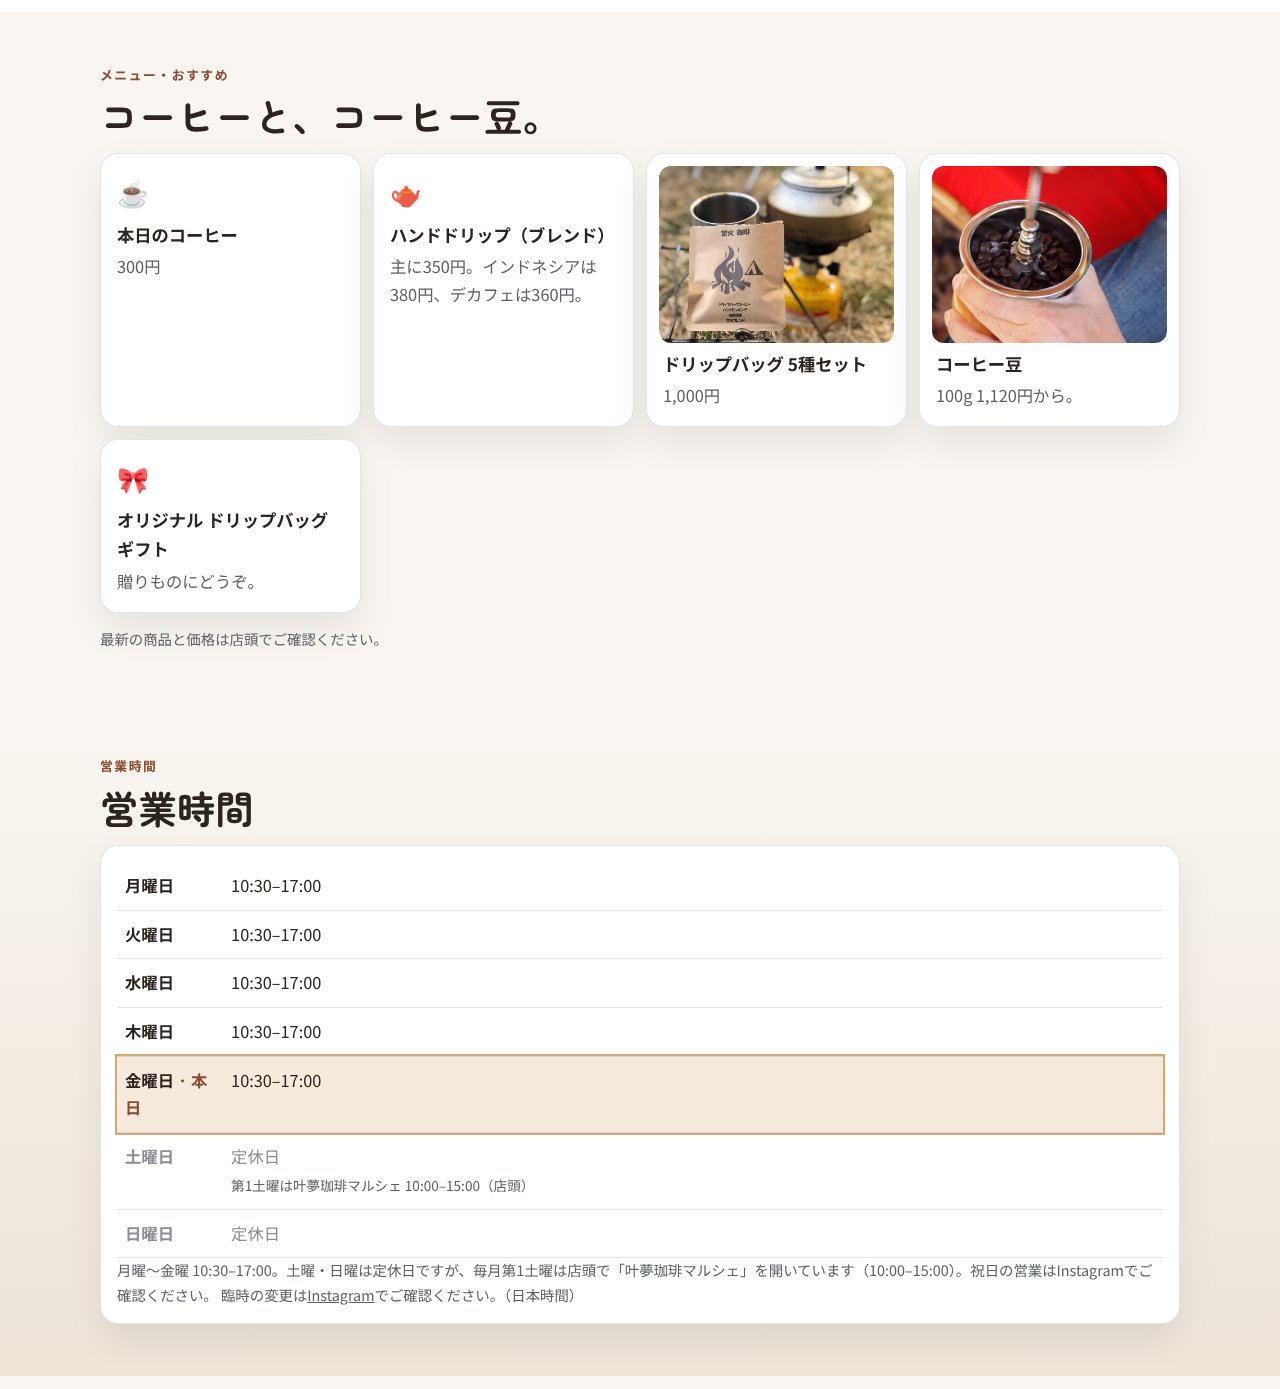 メニュー・おすすめ
コーヒーと、コーヒー豆。
本日のコーヒー
300円
ハンドドリップ（ブレンド）
主に350円。インドネシアは
380円、デカフェは360円。
焚火 珈琲
ドリップバッグ 5種セット
1,000円
コーヒー豆
100g 1,120円から。
オリジナル ドリップバッグ
ギフト
贈りものにどうぞ。
最新の商品と価格は店頭でご確認ください。
営業時間
営業時間
月曜日 10:30–17:00
火曜日 10:30–17:00
水曜日 10:30–17:00
木曜日 10:30–17:00
金曜日・本 10:30–17:00
日
土曜日 定休日
第1土曜は叶夢珈琲マルシェ 10:00–15:00（店頭）
日曜日 定休日
月曜〜金曜 10:30–17:00。土曜・日曜は定休日ですが、毎月第1土曜は店頭で「叶夢珈琲マルシェ」を開いています（10:00–15:00）。祝日の営業はInstagramでご
確認ください。 臨時の変更はInstagramでご確認ください。（日本時間）